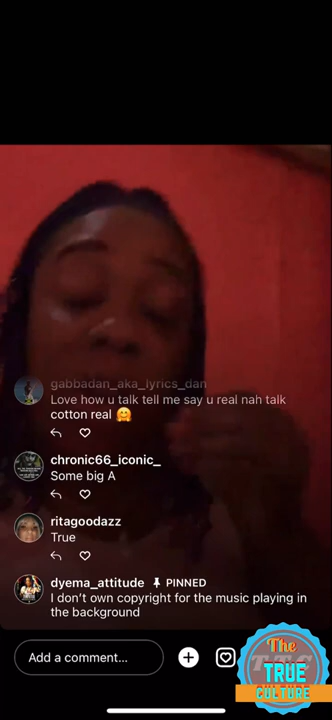 gabbadan_aka_lyrics_dan
Love how u talk tell me say u real nah talk
cotton real 🤗
chronic66_iconic_
Some big A
ritagoodazz
True
dyema_attitude PINNED
I don't own copyright for the music playing in
the background
Add a comment...
The
TRUE
CULTURE